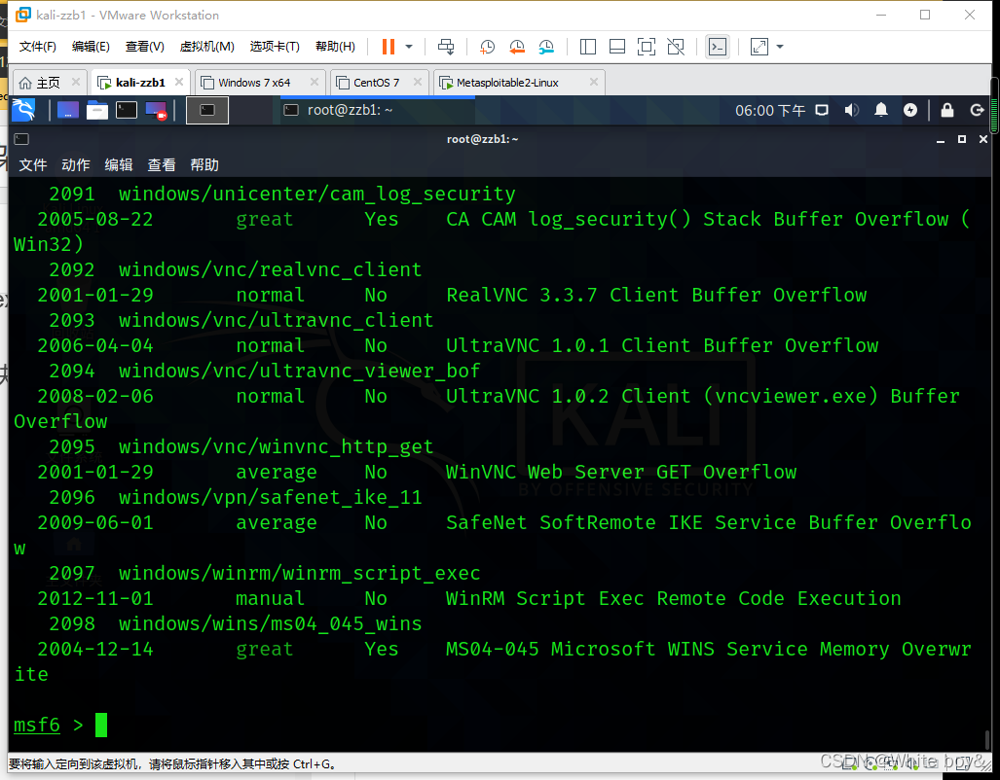 kali-zzb1 - VMware Workstation
文件(F) 编辑(E) 查看(V) 虚拟机(M) 选项卡(T) 帮助(H)
主页 kali-zzb1 Windows 7 x64 CentOS 7 Metasploitable2-Linux
root@zzb1: ~ 06:00 下午
root@zzb1: ~
文件 动作 编辑 查看 帮助
2091 windows/unicenter/cam_log_security
2005-08-22 great Yes CA CAM log_security() Stack Buffer Overflow (
Win32)
2092 windows/vnc/realvnc_client
2001-01-29 normal No RealVNC 3.3.7 Client Buffer Overflow
2093 windows/vnc/ultravnc_client
2006-04-04 normal No UltraVNC 1.0.1 Client Buffer Overflow
2094 windows/vnc/ultravnc_viewer_bof
2008-02-06 normal No UltraVNC 1.0.2 Client (vncviewer.exe) Buffer
Overflow
KALI
2095 windows/vnc/winvnc_http_get
2001-01-29 average No WinVNC Web Server GET Overflow
BY OFFENSIVE SECURITY
2096 windows/vpn/safenet_ike_11
2009-06-01 average No SafeNet SoftRemote IKE Service Buffer Overflo
w
2097 windows/winrm/winrm_script_exec
2012-11-01 manual No WinRM Script Exec Remote Code Execution
2098 windows/wins/ms04_045_wins
2004-12-14 great Yes MS04-045 Microsoft WINS Service Memory Overwr
ite
msf6 >
要将输入定向到该虚拟机，请将鼠标指针移入其中或按 Ctrl+G。
CSDN @White boy&